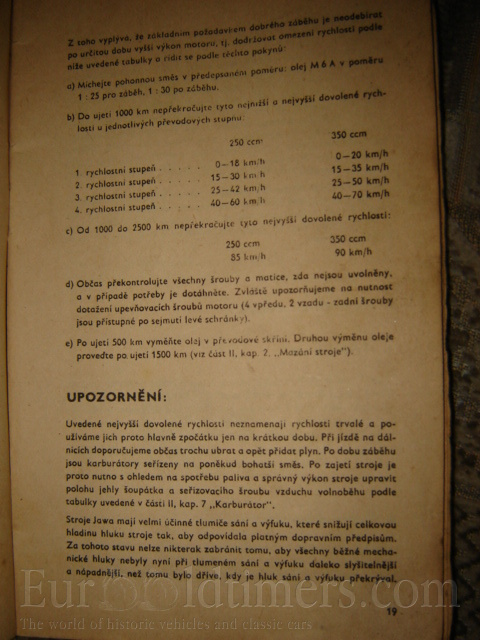 Z toho vyplývá, že základním požadavkem dobrého záběhu je neodebírat
po určitou dobu vyšší výkon motoru, tj. dodržovat omezení rychlostí podle
níže uvedené tabulky a řídit se podle těchto pokynů:
a) Míchejte pohonnou směs v předepsaném poměru: olej M 6 A v poměru
1 : 25 pro záběh, 1 : 30 po záběhu.
b) Do ujetí 1000 km nepřekračujte tyto nejnižší a nejvyšší dovolené rych-
losti u jednotlivých převodových stupňů:
250 ccm 350 ccm
1. rychlostní stupeň . . . . . 0—18 km/h 0—20 km/h
2. rychlostní stupeň . . . . . 15—30 km/h 15—35 km/h
3. rychlostní stupeň . . . . . 25—42 km/h 25—50 km/h
4. rychlostní stupeň . . . . . 40—60 km/h 40—70 km/h
c) Od 1000 do 2500 km nepřekračujte tyto nejvyšší dovolené rychlosti:
250 ccm 350 ccm
85 km/h 90 km/h
d) Občas překontrolujte všechny šrouby a matice, zda nejsou uvolněny,
a v případě potřeby je dotáhněte. Zvláště upozorňujeme na nutnost
dotažení upevňovacích šroubů motoru (4 vpředu, 2 vzadu - zadní šrouby
jsou přístupné po sejmutí levé schránky).
e) Po ujetí 500 km vyměňte olej v převodové skříni. Druhou výměnu oleje
proveďte po ujetí 1500 km (viz část II, kap. 2. „Mazání stroje").
UPOZORNĚNÍ:
Uvedené nejvyšší dovolené rychlosti neznamenají rychlosti trvalé a po-
užíváme jich proto hlavně zpočátku jen na krátkou dobu. Při jízdě na dál-
nicích doporučujeme občas trochu ubrat a opět přidat plyn. Po dobu záběhu
jsou karburátory seřízeny na poněkud bohatší směs. Po zajetí stroje je
proto nutno s ohledem na spotřebu paliva a správný výkon stroje upravit
polohu jehly šoupátka a seřizovacího šroubu vzduchu volnoběhu podle
tabulky uvedené v části II, kap. 7 „Karburátor".
Stroje Jawa mají velmi účinné tlumiče sání a výfuku, které snižují celkovou
hladinu hluku stroje tak, aby odpovídala platným dopravním předpisům.
Za tohoto stavu nelze nikterak zabránit tomu, aby všechny běžné mecha-
nické hluky nebyly nyní při tlumeném sání a výfuku daleko slyšitelnější
a nápadnější, než tomu bylo dříve, kdy je hluk sání a výfuku překrýval.
19
EuroOldtimers.com
The world of historic vehicles and classic cars